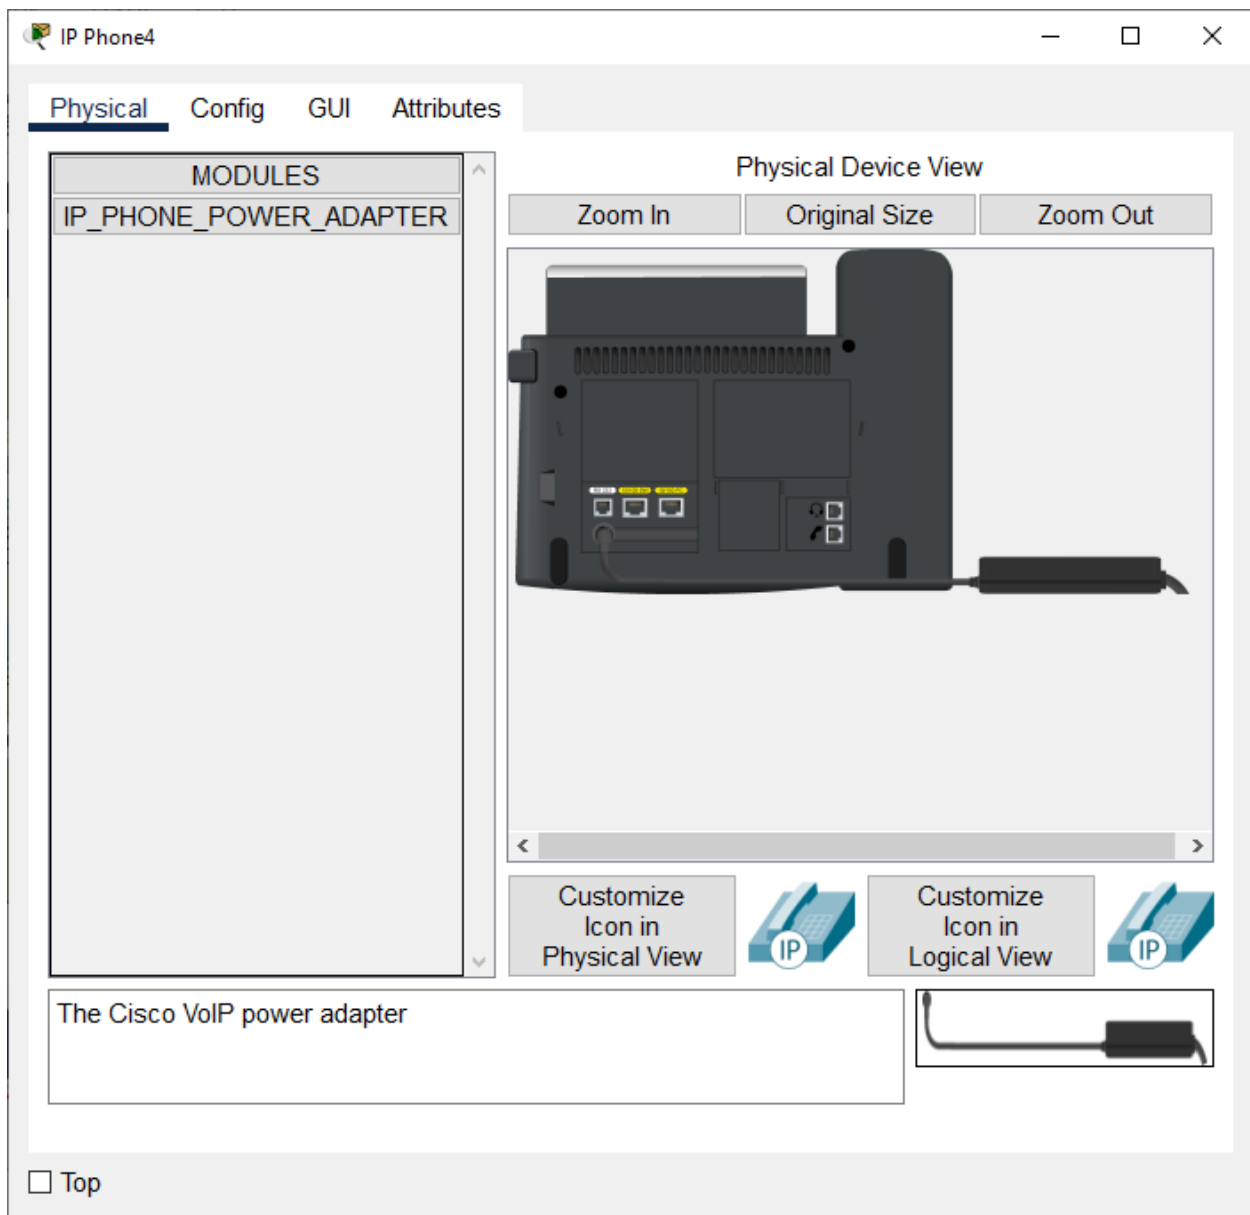 IP Phone4
Physical
Config
GUI
Attributes
MODULES
IP_PHONE_POWER_ADAPTER
Physical Device View
Zoom In
Original Size
Zoom Out
Customize
Icon in
Physical View
IP
Customize
Icon in
Logical View
IP
The Cisco VoIP power adapter
Top